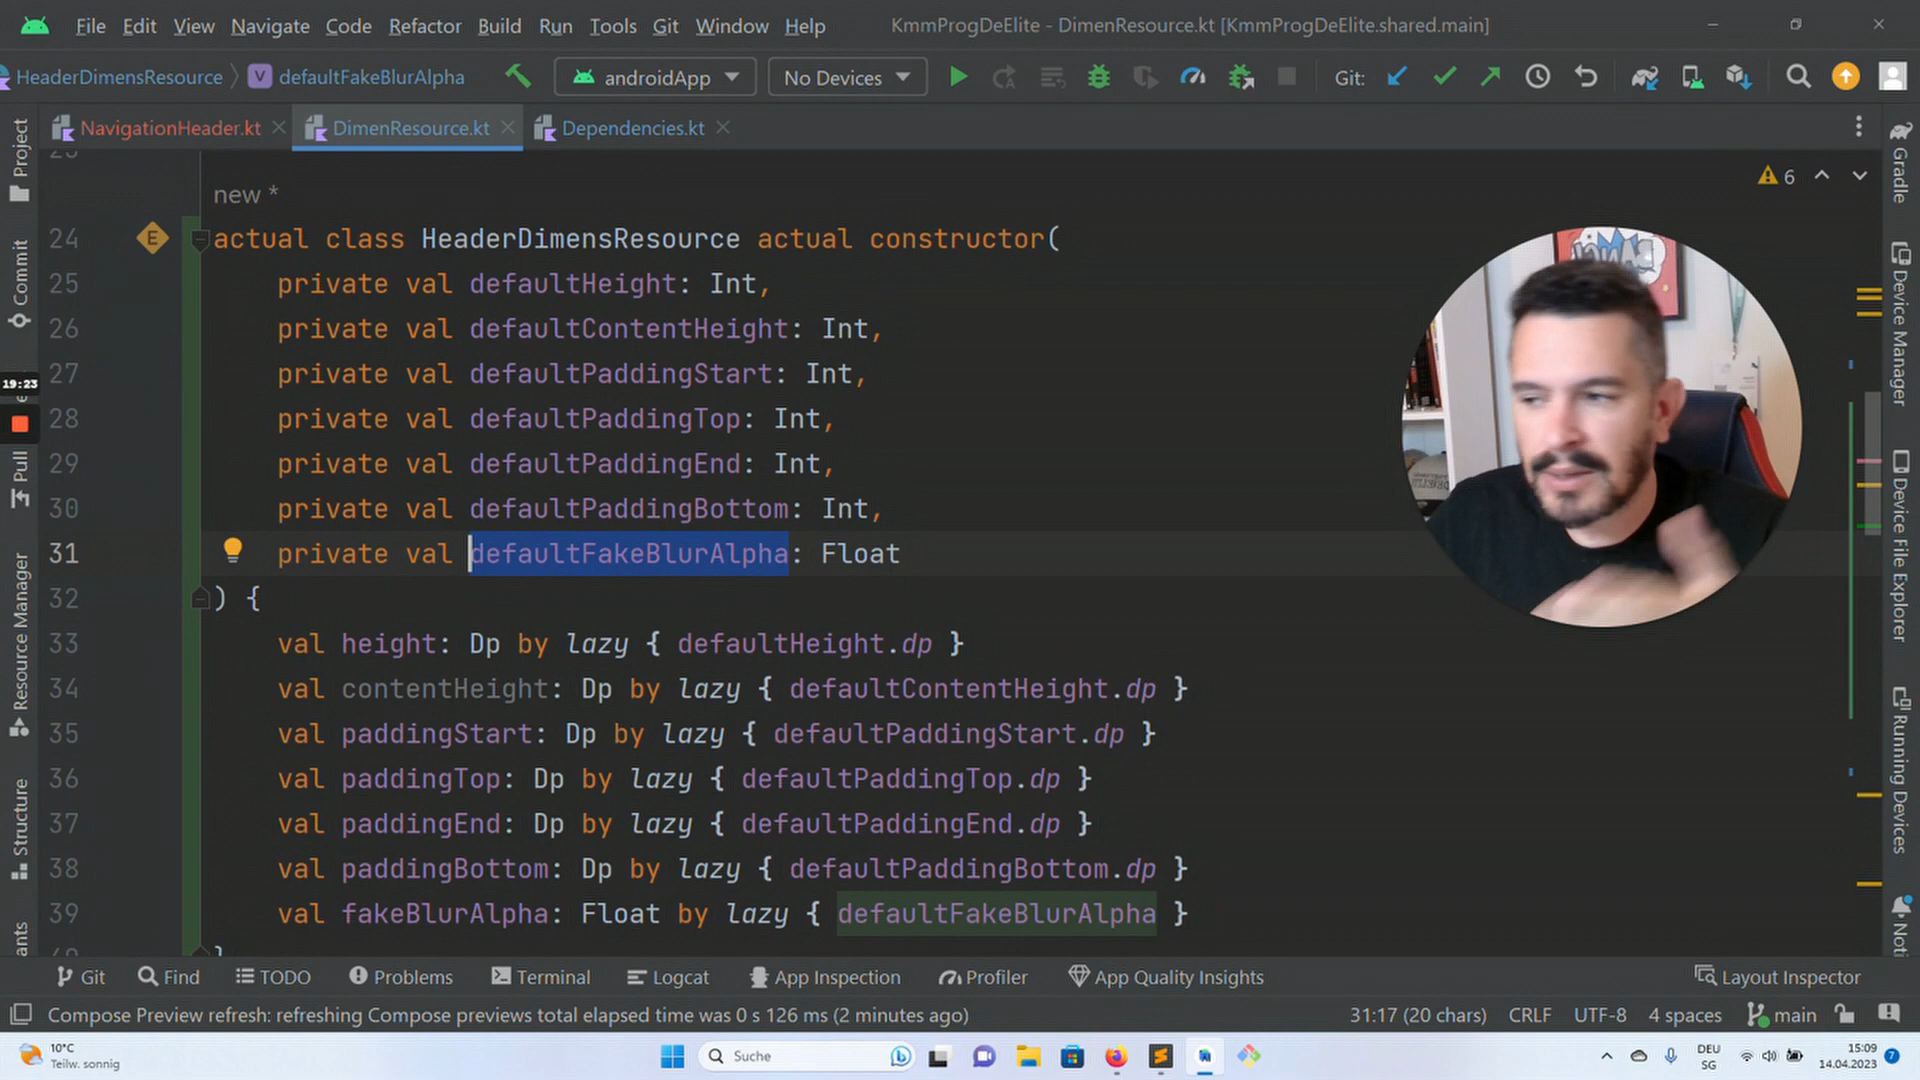 File Edit View Navigate Code Refactor Build Run Tools Git Window Help KmmProgDeElite - DimenResource.kt [KmmProgDeElite.shared.main]
HeaderDimensResource V defaultFakeBlurAlpha androidApp No Devices Git:
NavigationHeader.kt DimenResource.kt Dependencies.kt
new *
6
24 E actual class HeaderDimensResource actual constructor(
25 private val defaultHeight: Int,
26 private val defaultContentHeight: Int,
27 private val defaultPaddingStart: Int,
28 private val defaultPaddingTop: Int,
29 private val defaultPaddingEnd: Int,
30 private val defaultPaddingBottom: Int,
31 private val defaultFakeBlurAlpha: Float
32 ) {
33 val height: Dp by lazy { defaultHeight.dp }
34 val contentHeight: Dp by lazy { defaultContentHeight.dp }
35 val paddingStart: Dp by lazy { defaultPaddingStart.dp }
36 val paddingTop: Dp by lazy { defaultPaddingTop.dp }
37 val paddingEnd: Dp by lazy { defaultPaddingEnd.dp }
38 val paddingBottom: Dp by lazy { defaultPaddingBottom.dp }
39 val fakeBlurAlpha: Float by lazy { defaultFakeBlurAlpha }
Project
Commit
19:23
Pull
Resource Manager
Structure
Gradle
Device Manager
Device File Explorer
Running Devices
Git Find TODO Problems Terminal Logcat App Inspection Profiler App Quality Insights Layout Inspector
Compose Preview refresh: refreshing Compose previews total elapsed time was 0 s 126 ms (2 minutes ago) 31:17 (20 chars) CRLF UTF-8 4 spaces main
10°C
Teilw. sonnig
Suche
DEU
SG
15:09
14.04.2023
7